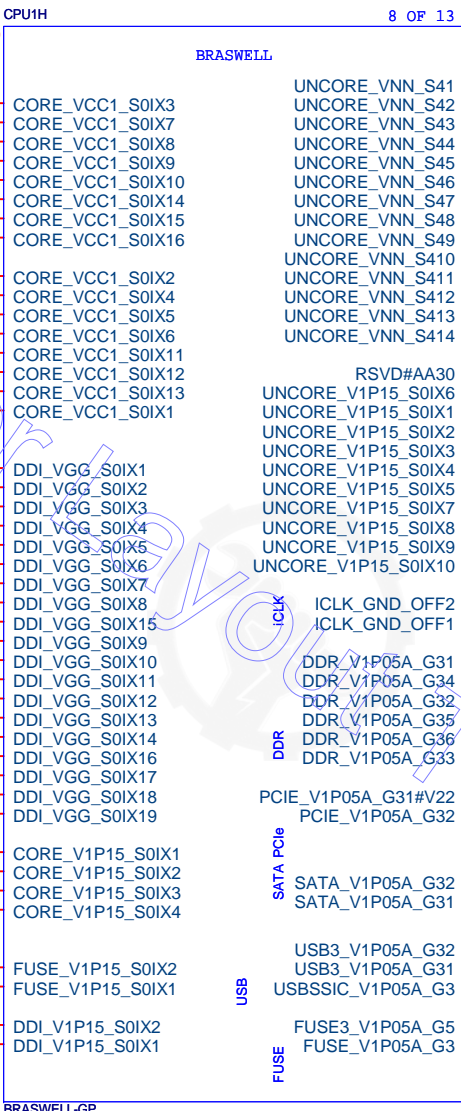 CPU1H
8 OF 13
BRASWELL
CORE_VCC1_S0IX3
CORE_VCC1_S0IX7
CORE_VCC1_S0IX8
CORE_VCC1_S0IX9
CORE_VCC1_S0IX10
CORE_VCC1_S0IX14
CORE_VCC1_S0IX15
CORE_VCC1_S0IX16
CORE_VCC1_S0IX2
CORE_VCC1_S0IX4
CORE_VCC1_S0IX5
CORE_VCC1_S0IX6
CORE_VCC1_S0IX11
CORE_VCC1_S0IX12
CORE_VCC1_S0IX13
CORE_VCC1_S0IX1
DDI_VGG_S0IX1
DDI_VGG_S0IX2
DDI_VGG_S0IX3
DDI_VGG_S0IX4
DDI_VGG_S0IX5
DDI_VGG_S0IX6
DDI_VGG_S0IX7
DDI_VGG_S0IX8
DDI_VGG_S0IX15
DDI_VGG_S0IX9
DDI_VGG_S0IX10
DDI_VGG_S0IX11
DDI_VGG_S0IX12
DDI_VGG_S0IX13
DDI_VGG_S0IX14
DDI_VGG_S0IX16
DDI_VGG_S0IX17
DDI_VGG_S0IX18
DDI_VGG_S0IX19
CORE_V1P15_S0IX1
CORE_V1P15_S0IX2
CORE_V1P15_S0IX3
CORE_V1P15_S0IX4
FUSE_V1P15_S0IX2
FUSE_V1P15_S0IX1
DDI_V1P15_S0IX2
DDI_V1P15_S0IX1
UNCORE_VNN_S41
UNCORE_VNN_S42
UNCORE_VNN_S43
UNCORE_VNN_S44
UNCORE_VNN_S45
UNCORE_VNN_S46
UNCORE_VNN_S47
UNCORE_VNN_S48
UNCORE_VNN_S49
UNCORE_VNN_S410
UNCORE_VNN_S411
UNCORE_VNN_S412
UNCORE_VNN_S413
UNCORE_VNN_S414
RSVD#AA30
UNCORE_V1P15_S0IX6
UNCORE_V1P15_S0IX1
UNCORE_V1P15_S0IX2
UNCORE_V1P15_S0IX3
UNCORE_V1P15_S0IX4
UNCORE_V1P15_S0IX5
UNCORE_V1P15_S0IX7
UNCORE_V1P15_S0IX8
UNCORE_V1P15_S0IX9
UNCORE_V1P15_S0IX10
iCLK
ICLK_GND_OFF2
ICLK_GND_OFF1
DDR
DDR_V1P05A_G31
DDR_V1P05A_G34
DDR_V1P05A_G32
DDR_V1P05A_G35
DDR_V1P05A_G36
DDR_V1P05A_G33
SATA PCIe
PCIE_V1P05A_G31#V22
PCIE_V1P05A_G32
SATA_V1P05A_G32
SATA_V1P05A_G31
USB
USB3_V1P05A_G32
USB3_V1P05A_G31
USBSSIC_V1P05A_G3
FUSE
FUSE3_V1P05A_G5
FUSE_V1P05A_G3
BRASWELL-GP
r Layout